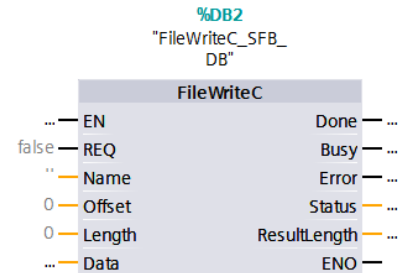 %DB2
"FileWriteC_SFB_
DB"
FileWriteC
... EN Done ...
false REQ Busy ...
'' Name Error ...
0 Offset Status ...
0 Length ResultLength ...
... Data ENO